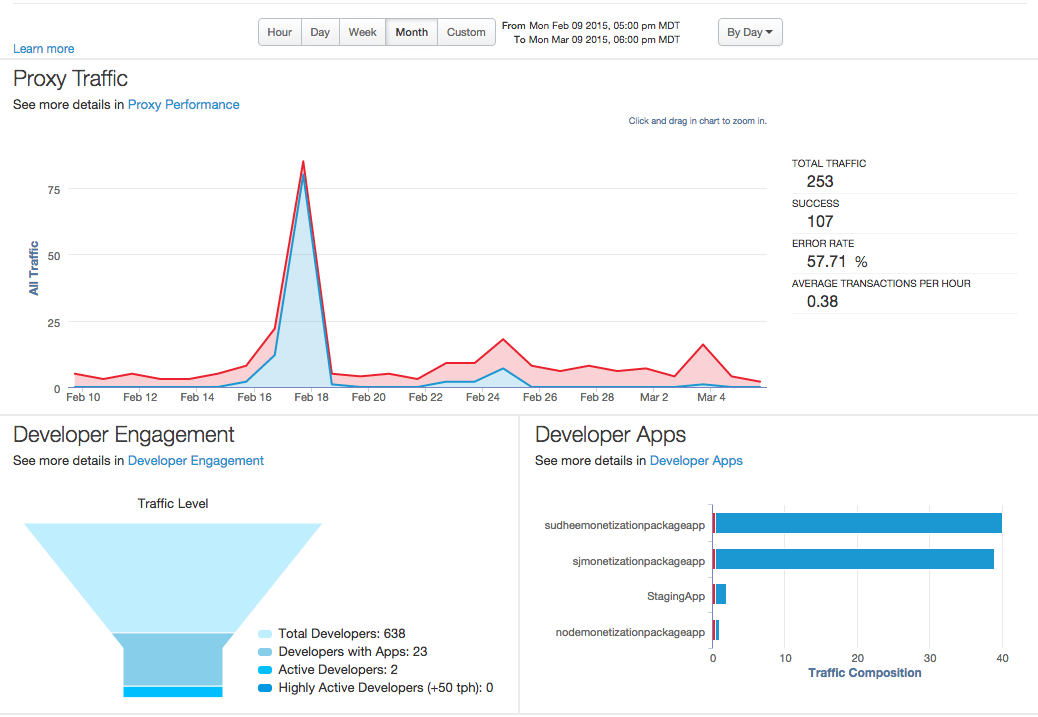 Hour Day Week Month Custom From Mon Feb 09 2015, 05:00 pm MDT
To Mon Mar 09 2015, 06:00 pm MDT
By Day
Learn more
Proxy Traffic
See more details in Proxy Performance
Click and drag in chart to zoom in.
All Traffic
75
50
25
0
Feb 10 Feb 12 Feb 14 Feb 16 Feb 18 Feb 20 Feb 22 Feb 24 Feb 26 Feb 28 Mar 2 Mar 4
TOTAL TRAFFIC
253
SUCCESS
107
ERROR RATE
57.71 %
AVERAGE TRANSACTIONS PER HOUR
0.38
Developer Engagement
See more details in Developer Engagement
Traffic Level
Total Developers: 638
Developers with Apps: 23
Active Developers: 2
Highly Active Developers (+50 tph): 0
Developer Apps
See more details in Developer Apps
sudheemonetizationpackageapp
sjmonetizationpackageapp
StagingApp
nodemonetizationpackageapp
0 10 20 30 40
Traffic Composition